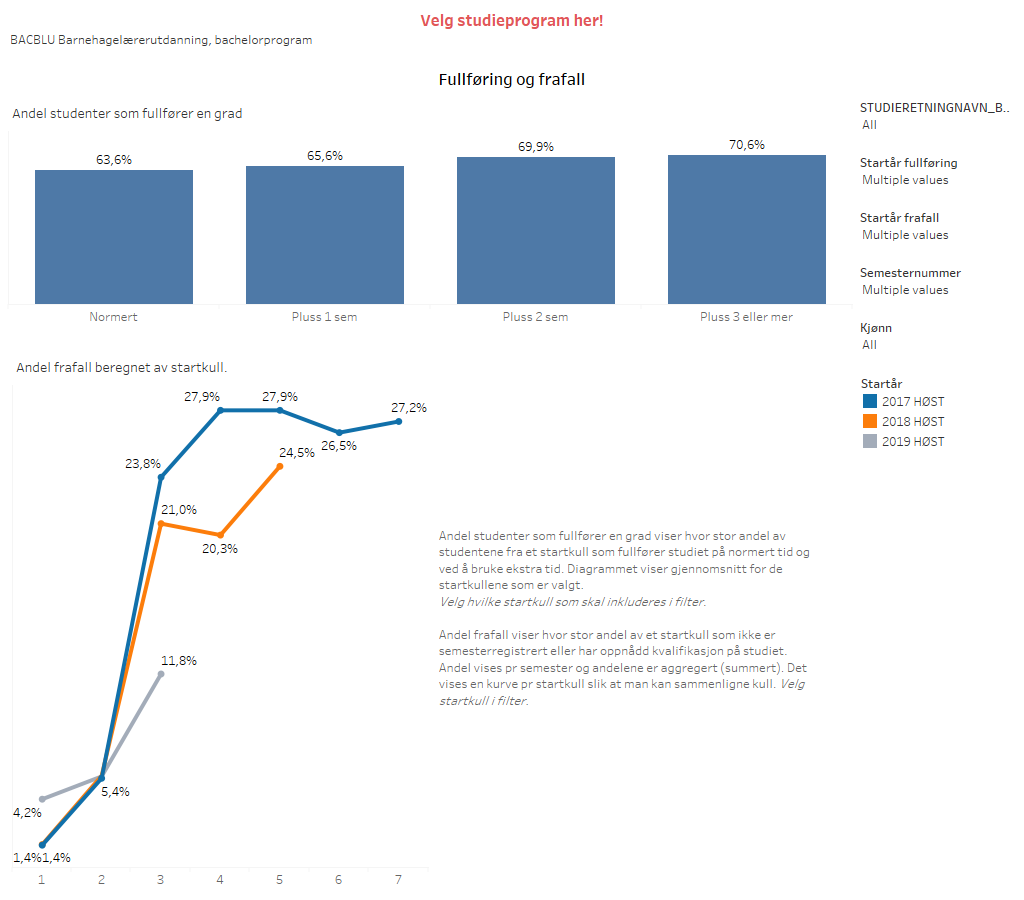 Velg studieprogram her!
BACBLU Barnehagelærerutdanning, bachelorprogram
Fullføring og frafall
Andel studenter som fullfører en grad
63,6%
65,6%
69,9%
70,6%
Normert
Pluss 1 sem
Pluss 2 sem
Pluss 3 eller mer
STUDIERETNINGNAVN_B..
All
Startår fullføring
Multiple values
Startår frafall
Multiple values
Semesternummer
Multiple values
Kjønn
All
Startår
2017 HØST
2018 HØST
2019 HØST
Andel frafall beregnet av startkull.
27,9%
27,9%
27,2%
26,5%
24,5%
23,8%
21,0%
20,3%
11,8%
5,4%
4,2%
1,4%
1,4%
1
2
3
4
5
6
7
Andel studenter som fullfører en grad viser hvor stor andel av
studentene fra et startkull som fullfører studiet på normert tid og
ved å bruke ekstra tid. Diagrammet viser gjennomsnitt for de
startkullene som er valgt.
Velg hvilke startkull som skal inkluderes i filter.
Andel frafall viser hvor stor andel av et startkull som ikke er
semesterregistrert eller har oppnådd kvalifikasjon på studiet.
Andel vises pr semester og andelene er aggregert (summert). Det
vises en kurve pr startkull slik at man kan sammenligne kull. Velg
startkull i filter.